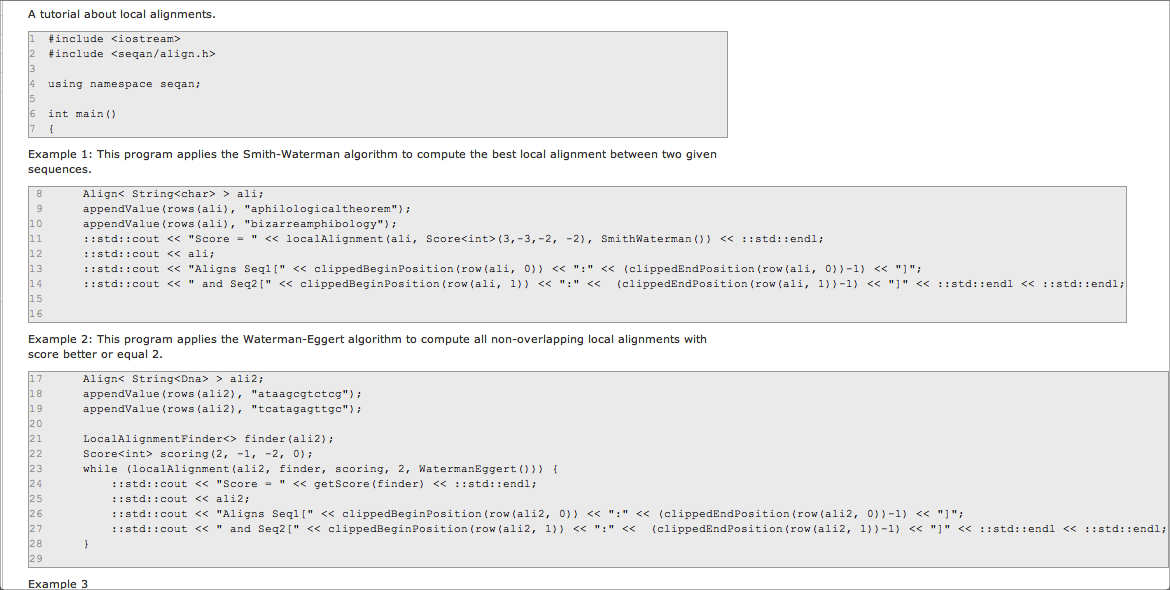 A tutorial about local alignments.
1 #include <iostream>
2 #include <seqan/align.h>
3
4 using namespace seqan;
5
6 int main()
7 {
Example 1: This program applies the Smith-Waterman algorithm to compute the best local alignment between two given
sequences.
8     Align< String<char> > ali;
9     appendValue(rows(ali), "aphilologicaltheorem");
10     appendValue(rows(ali), "bizarreamphibology");
11     ::std::cout << "Score = " << localAlignment(ali, Score<int>(3,-3,-2, -2), SmithWaterman()) << ::std::endl;
12     ::std::cout << ali;
13     ::std::cout << "Aligns Seq1[" << clippedBeginPosition(row(ali, 0)) << ":" << (clippedEndPosition(row(ali, 0))-1) << "]";
14     ::std::cout << " and Seq2[" << clippedBeginPosition(row(ali, 1)) << ":" <<  (clippedEndPosition(row(ali, 1))-1) << "]" << ::std::endl << ::std::endl;
15
16
Example 2: This program applies the Waterman-Eggert algorithm to compute all non-overlapping local alignments with
score better or equal 2.
17     Align< String<Dna> > ali2;
18     appendValue(rows(ali2), "ataagcgtctcg");
19     appendValue(rows(ali2), "tcatagagttgc");
20
21     LocalAlignmentFinder<> finder(ali2);
22     Score<int> scoring(2, -1, -2, 0);
23     while (localAlignment(ali2, finder, scoring, 2, WatermanEggert())) {
24         ::std::cout << "Score = " << getScore(finder) << ::std::endl;
25         ::std::cout << ali2;
26         ::std::cout << "Aligns Seq1[" << clippedBeginPosition(row(ali2, 0)) << ":" << (clippedEndPosition(row(ali2, 0))-1) << "]";
27         ::std::cout << " and Seq2[" << clippedBeginPosition(row(ali2, 1)) << ":" <<  (clippedEndPosition(row(ali2, 1))-1) << "]" << ::std::endl << ::std::endl;
28     }
29
Example 3